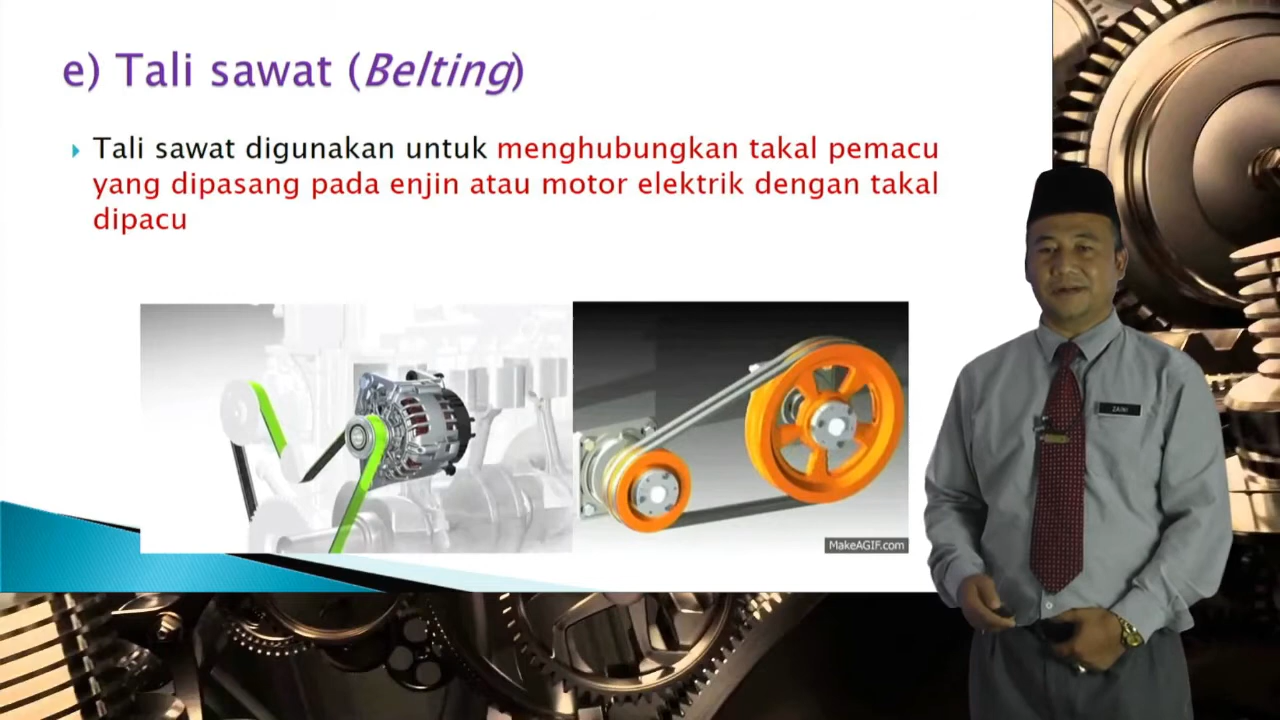 e) Tali sawat (Belting)
Tali sawat digunakan untuk menghubungkan takal pemacu
yang dipasang pada enjin atau motor elektrik dengan takal
dipacu
MakeAGIF.com
ZAINI